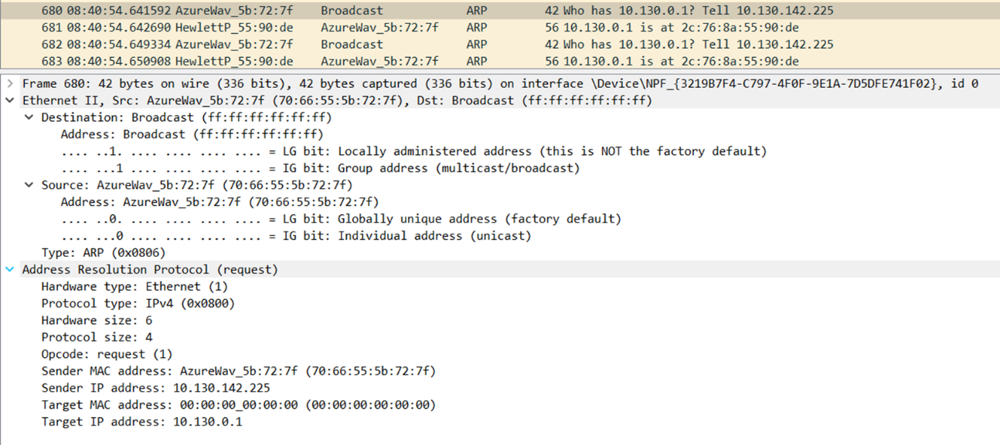 680 08:40:54.641592 AzureWav_5b:72:7f Broadcast ARP 42 Who has 10.130.0.1? Tell 10.130.142.225
681 08:40:54.642690 HewlettP_55:90:de AzureWav_5b:72:7f ARP 56 10.130.0.1 is at 2c:76:8a:55:90:de
682 08:40:54.649334 AzureWav_5b:72:7f Broadcast ARP 42 Who has 10.130.0.1? Tell 10.130.142.225
683 08:40:54.650908 HewlettP_55:90:de AzureWav_5b:72:7f ARP 56 10.130.0.1 is at 2c:76:8a:55:90:de
Frame 680: 42 bytes on wire (336 bits), 42 bytes captured (336 bits) on interface \Device\NPF_{3219B7F4-C797-4F0F-9E1A-7D5DFE741F02}, id 0
Ethernet II, Src: AzureWav_5b:72:7f (70:66:55:5b:72:7f), Dst: Broadcast (ff:ff:ff:ff:ff:ff)
Destination: Broadcast (ff:ff:ff:ff:ff:ff)
Address: Broadcast (ff:ff:ff:ff:ff:ff)
.... ..1. .... .... .... .... = LG bit: Locally administered address (this is NOT the factory default)
.... ...1 .... .... .... .... = IG bit: Group address (multicast/broadcast)
Source: AzureWav_5b:72:7f (70:66:55:5b:72:7f)
Address: AzureWav_5b:72:7f (70:66:55:5b:72:7f)
.... ..0. .... .... .... .... = LG bit: Globally unique address (factory default)
.... ...0 .... .... .... .... = IG bit: Individual address (unicast)
Type: ARP (0x0806)
Address Resolution Protocol (request)
Hardware type: Ethernet (1)
Protocol type: IPv4 (0x0800)
Hardware size: 6
Protocol size: 4
Opcode: request (1)
Sender MAC address: AzureWav_5b:72:7f (70:66:55:5b:72:7f)
Sender IP address: 10.130.142.225
Target MAC address: 00:00:00_00:00:00 (00:00:00:00:00:00)
Target IP address: 10.130.0.1